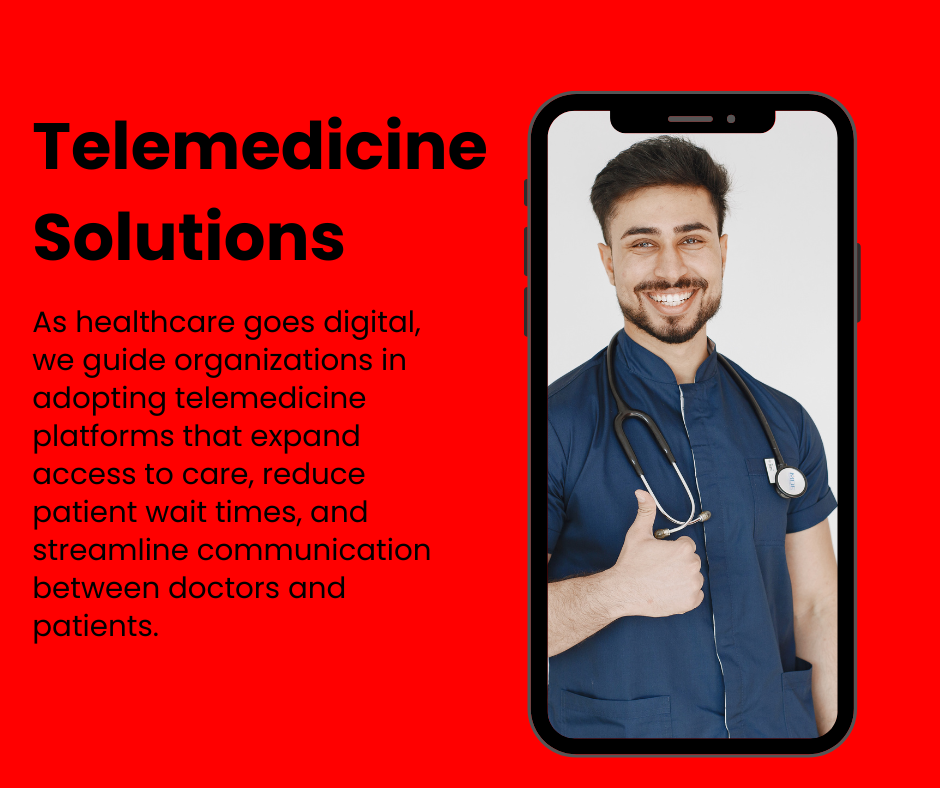 Telemedicine
Solutions
As healthcare goes digital,
we guide organizations in
adopting telemedicine
platforms that expand
access to care, reduce
patient wait times, and
streamline communication
between doctors and
patients.